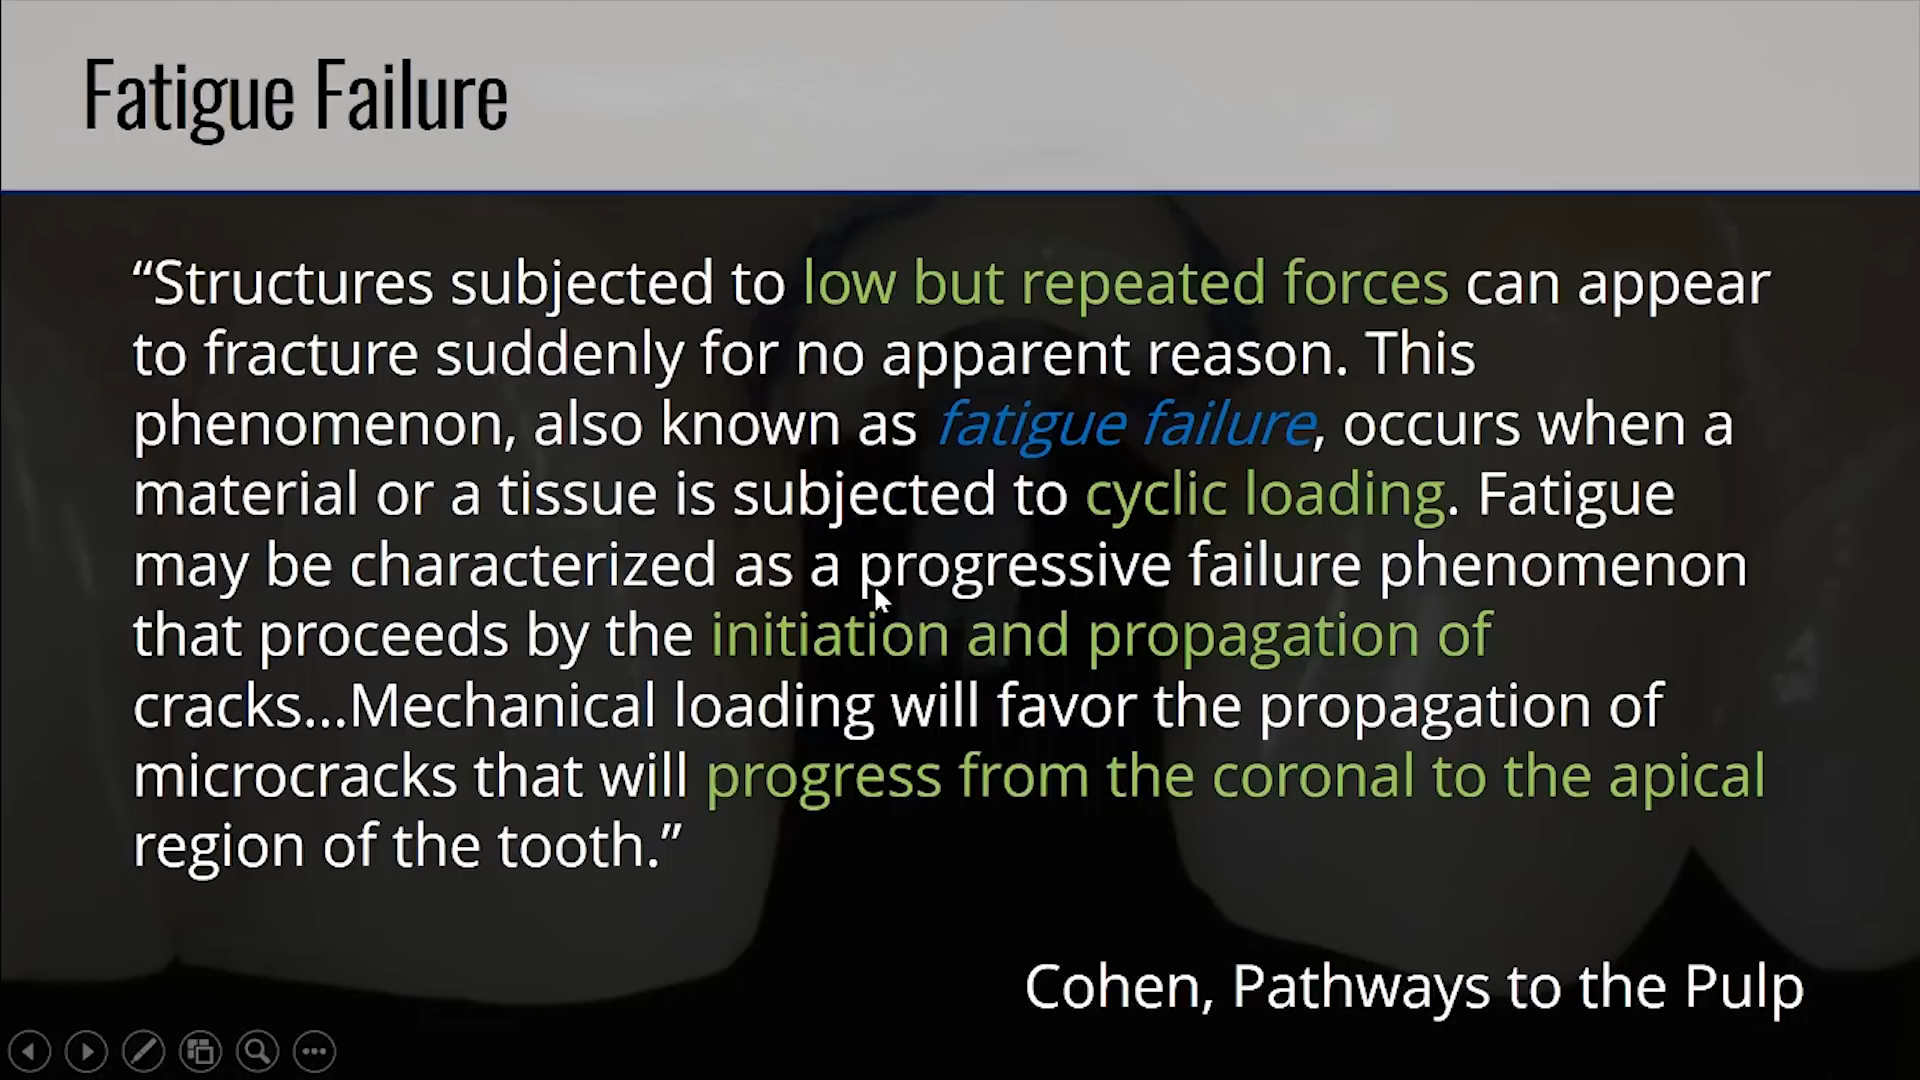 Fatigue Failure
“Structures subjected to low but repeated forces can appear
to fracture suddenly for no apparent reason. This
phenomenon, also known as fatigue failure, occurs when a
material or a tissue is subjected to cyclic loading. Fatigue
may be characterized as a progressive failure phenomenon
that proceeds by the initiation and propagation of
cracks...Mechanical loading will favor the propagation of
microcracks that will progress from the coronal to the apical
region of the tooth.”
Cohen, Pathways to the Pulp